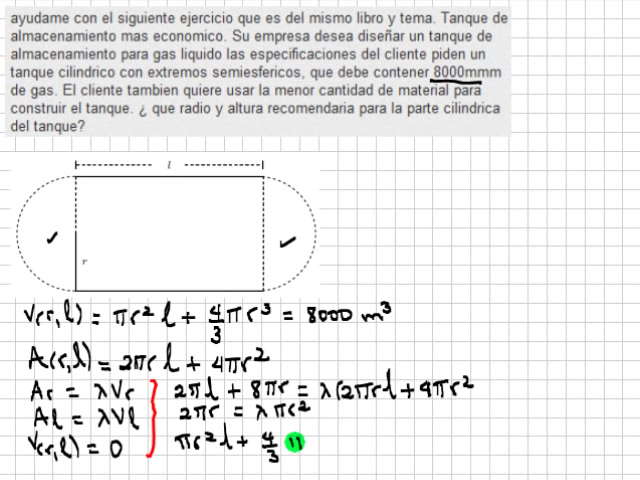 ayudame con el siguiente ejercicio que es del mismo libro y tema. Tanque de
almacenamiento mas economico. Su empresa desea diseñar un tanque de
almacenamiento para gas liquido las especificaciones del cliente piden un
tanque cilindrico con extremos semiesfericos, que debe contener 8000mmm
de gas. El cliente tambien quiere usar la menor cantidad de material para
construir el tanque. ¿ que radio y altura recomendaria para la parte cilindrica
del tanque?
l
r
V(r,l) = πr²l + 4/3 πr³ = 8000 m³
A(r,l) = 2πr l + 4πr²
Ar = λVr } 2πl + 8πr = λ(2πrl + 4πr²
Al = λVl } 2πr = λπr²
V(r,l) = 0 } πr²l + 4/3